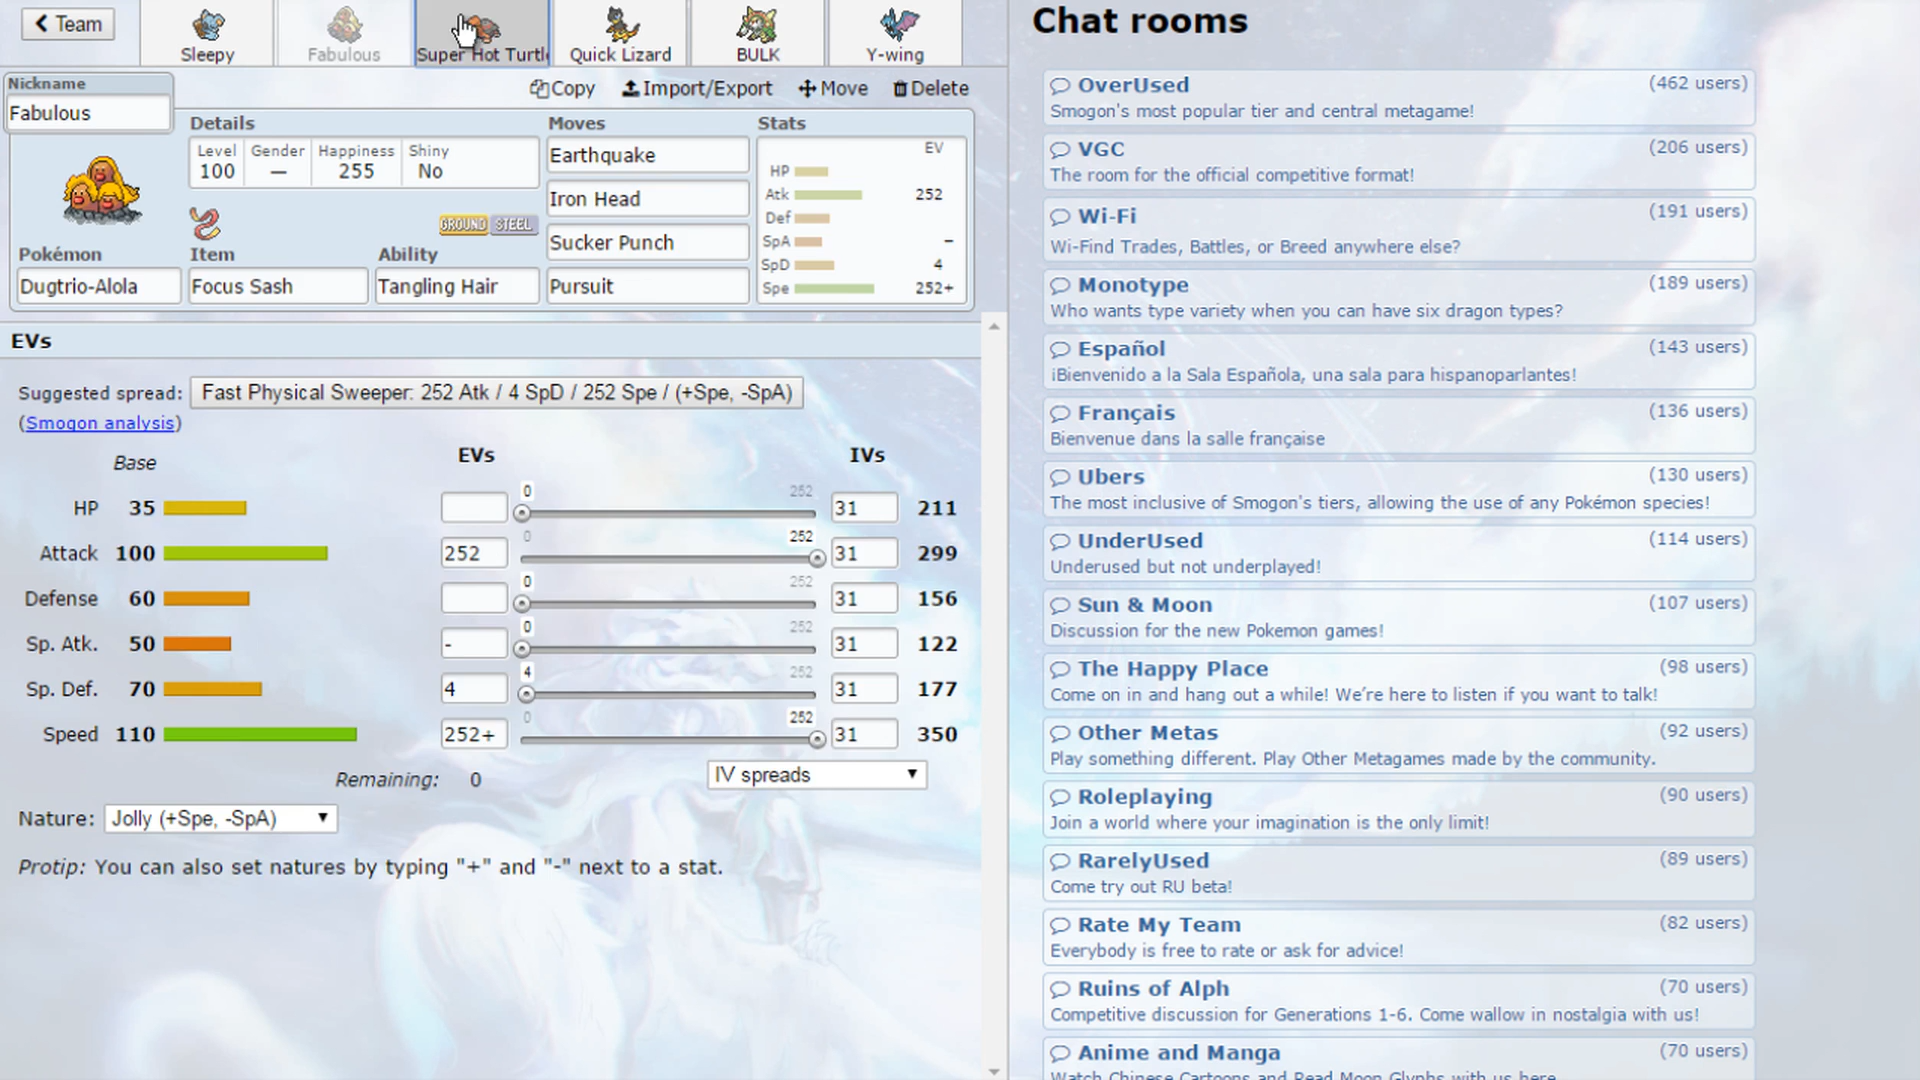 Team
Sleepy
Fabulous
Super Hot Turtl
Quick Lizard
BULK
Y-wing
Nickname
Fabulous
Copy
Import/Export
Move
Delete
Details
Moves
Stats
Level
Gender
Happiness
Shiny
100
—
255
No
GROUND STEEL
Pokémon
Item
Ability
Dugtrio-Alola
Focus Sash
Tangling Hair
Earthquake
Iron Head
Sucker Punch
Pursuit
EV
HP
Atk 252
Def
SpA –
SpD 4
Spe 252+
EVs
Suggested spread: Fast Physical Sweeper: 252 Atk / 4 SpD / 252 Spe / (+Spe, -SpA)
(Smogon analysis)
Base EVs IVs
0 252
HP 35 31 211
0 252
Attack 100 252 31 299
0 252
Defense 60 31 156
0 252
Sp. Atk. 50 - 31 122
4 252
Sp. Def. 70 4 31 177
0 252
Speed 110 252+ 31 350
Remaining: 0
IV spreads
Nature: Jolly (+Spe, -SpA)
Protip: You can also set natures by typing "+" and "-" next to a stat.
Chat rooms
OverUsed (462 users)
Smogon's most popular tier and central metagame!
VGC (206 users)
The room for the official competitive format!
Wi-Fi (191 users)
Wi-Find Trades, Battles, or Breed anywhere else?
Monotype (189 users)
Who wants type variety when you can have six dragon types?
Español (143 users)
¡Bienvenido a la Sala Española, una sala para hispanoparlantes!
Français (136 users)
Bienvenue dans la salle française
Ubers (130 users)
The most inclusive of Smogon's tiers, allowing the use of any Pokémon species!
UnderUsed (114 users)
Underused but not underplayed!
Sun & Moon (107 users)
Discussion for the new Pokemon games!
The Happy Place (98 users)
Come on in and hang out a while! We're here to listen if you want to talk!
Other Metas (92 users)
Play something different. Play Other Metagames made by the community.
Roleplaying (90 users)
Join a world where your imagination is the only limit!
RarelyUsed (89 users)
Come try out RU beta!
Rate My Team (82 users)
Everybody is free to rate or ask for advice!
Ruins of Alph (70 users)
Competitive discussion for Generations 1-6. Come wallow in nostalgia with us!
Anime and Manga (70 users)
Watch Chinese Cartoons and Read Moon Glyphs with us here